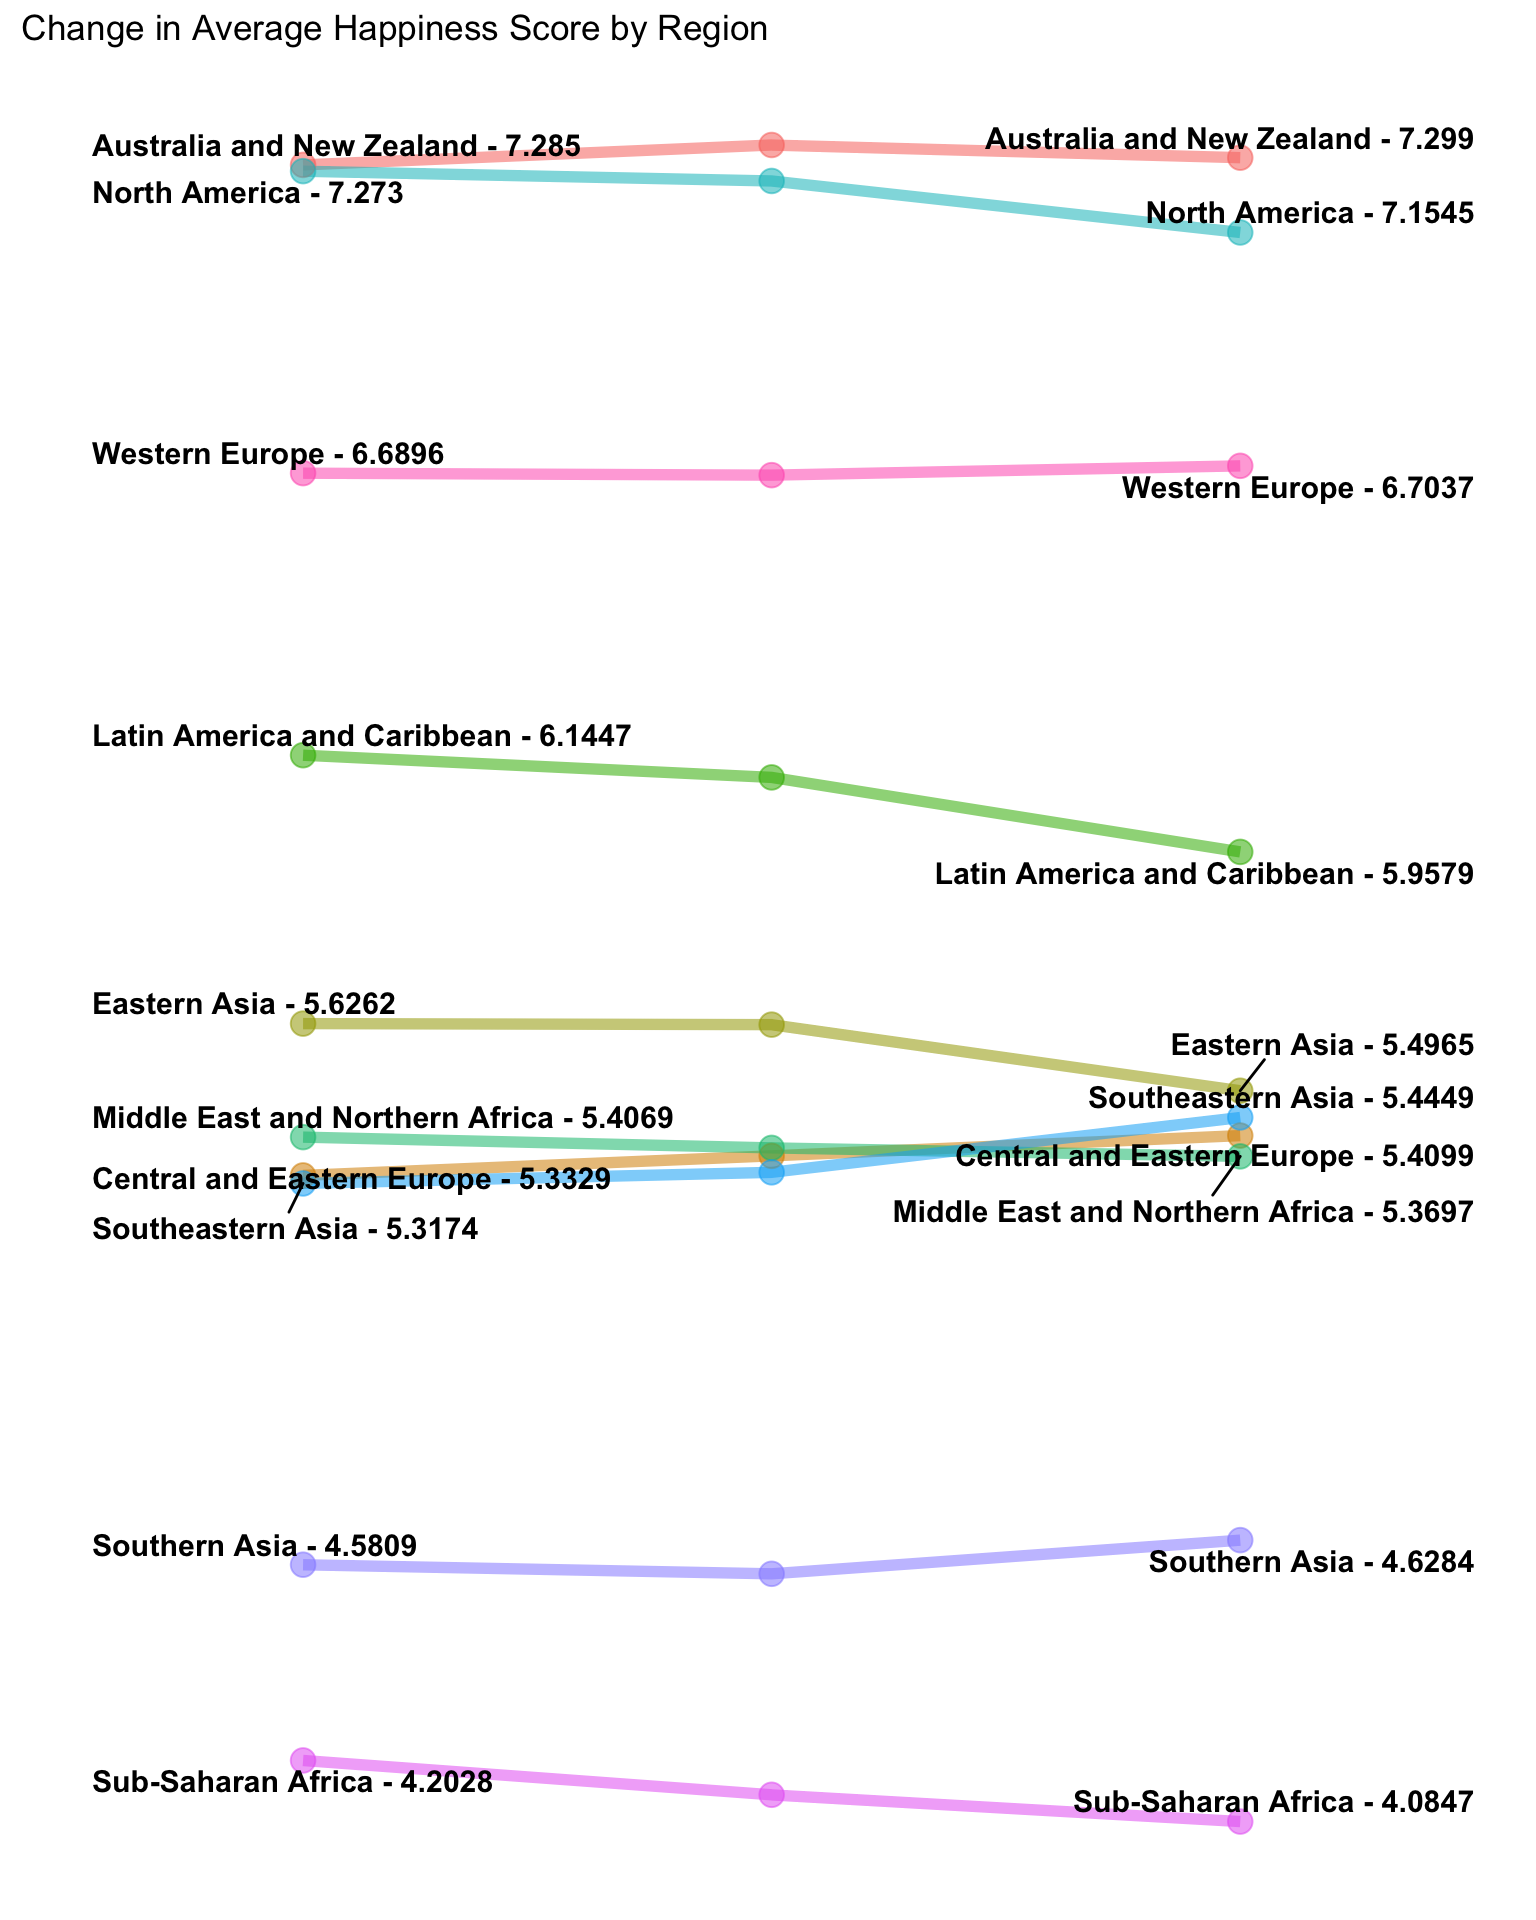 Change in Average Happiness Score by Region
Australia and New Zealand - 7.285
Australia and New Zealand - 7.299
North America - 7.273
North America - 7.1545
Western Europe - 6.6896
Western Europe - 6.7037
Latin America and Caribbean - 6.1447
Latin America and Caribbean - 5.9579
Eastern Asia - 5.6262
Eastern Asia - 5.4965
Southeastern Asia - 5.4449
Middle East and Northern Africa - 5.4069
Central and Eastern Europe - 5.4099
Central and Eastern Europe - 5.3329
Middle East and Northern Africa - 5.3697
Southeastern Asia - 5.3174
Southern Asia - 4.5809
Southern Asia - 4.6284
Sub-Saharan Africa - 4.2028
Sub-Saharan Africa - 4.0847